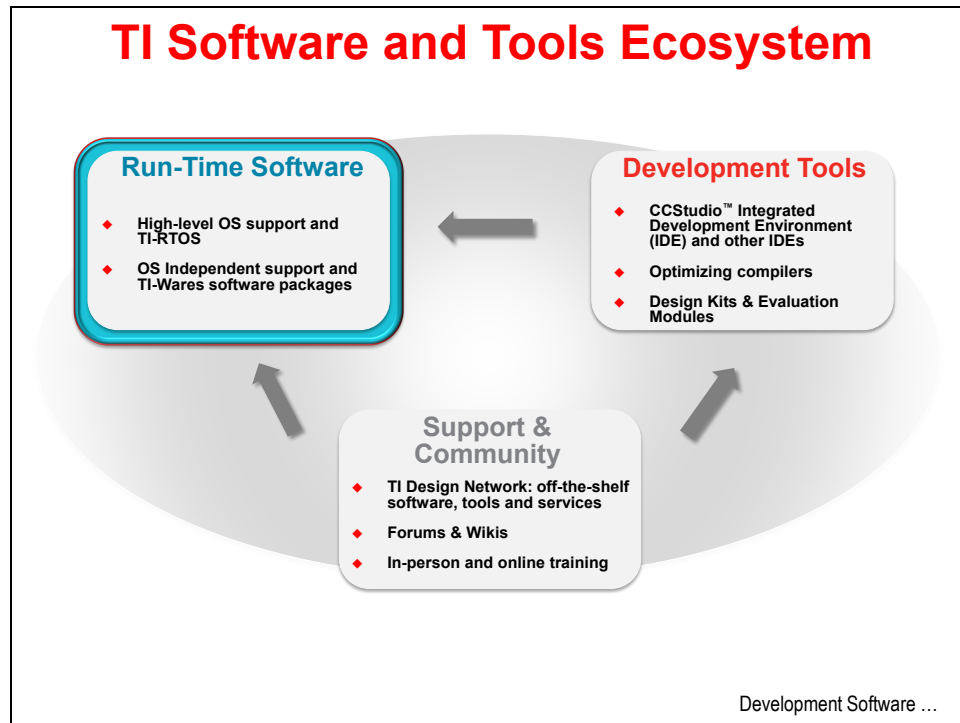 TI Software and Tools Ecosystem
Run-Time Software
◆ High-level OS support and
TI-RTOS
◆ OS Independent support and
TI-Wares software packages
Development Tools
◆ CCStudio™ Integrated
Development Environment
(IDE) and other IDEs
◆ Optimizing compilers
◆ Design Kits & Evaluation
Modules
Support &
Community
◆ TI Design Network: off-the-shelf
software, tools and services
◆ Forums & Wikis
◆ In-person and online training
Development Software …